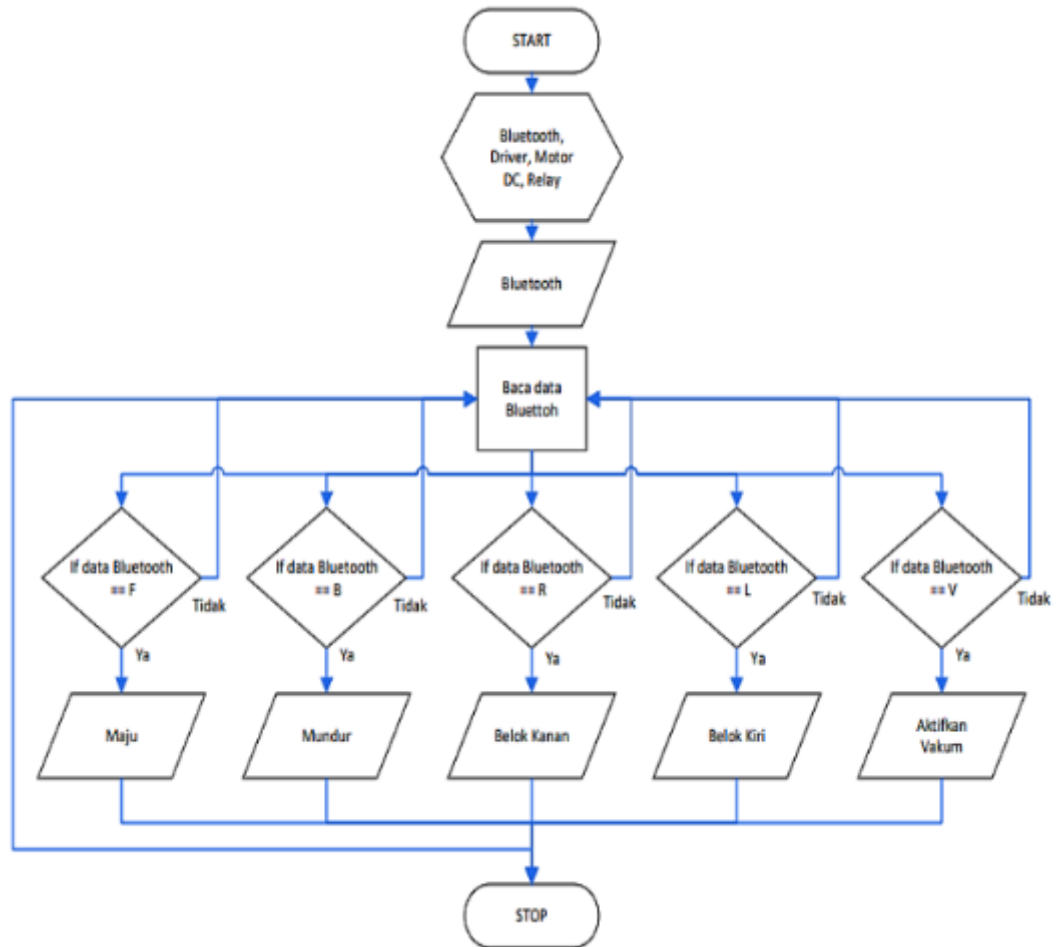 START
Bluetooth,
Driver, Motor
DC, Relay
Bluetooth
Baca data
Bluettoh
If data Bluetooth
== F
Tidak
Ya
If data Bluetooth
== B
Tidak
Ya
If data Bluetooth
== R
Tidak
Ya
If data Bluetooth
== L
Tidak
Ya
If data Bluetooth
== V
Tidak
Ya
Maju
Mundur
Belok Kanan
Belok Kiri
Aktifkan
Vakum
STOP